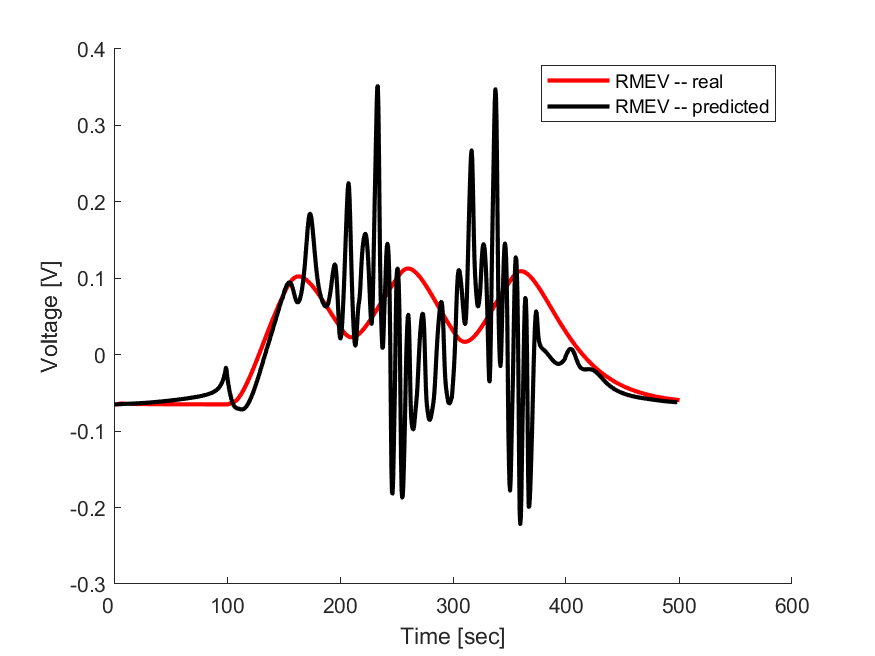 0.4
0.3
0.2
0.1
0
-0.1
-0.2
-0.3
Voltage [V]
RMEV -- real
RMEV -- predicted
0 100 200 300 400 500 600
Time [sec]